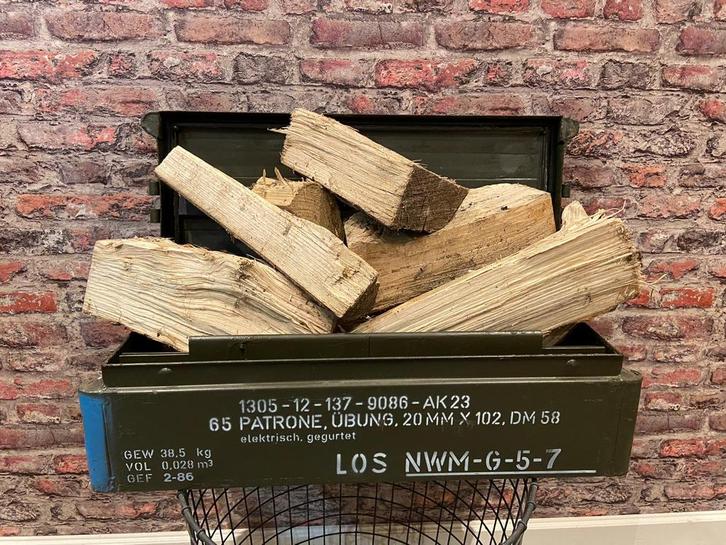 1305-12-137-9086-AK23
65 PATRONE, ÜBUNG, 20 MM X 102, DM 58
elektrisch, gegurtet
GEW 38,5 kg
VOL 0,028 m³
GEF 2-86
LOS NWM-G-5-7